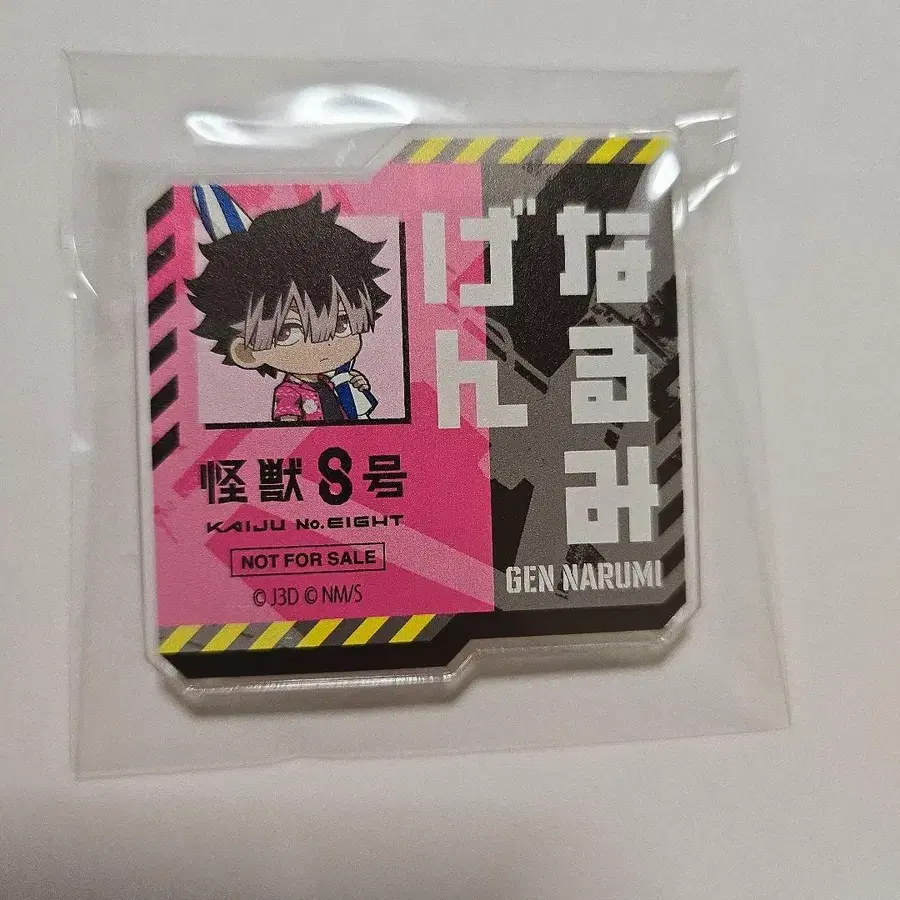 なるみ
げん
怪獣8号
KAIJU No. EIGHT
NOT FOR SALE
© J3D © NM/S
GEN NARUMI